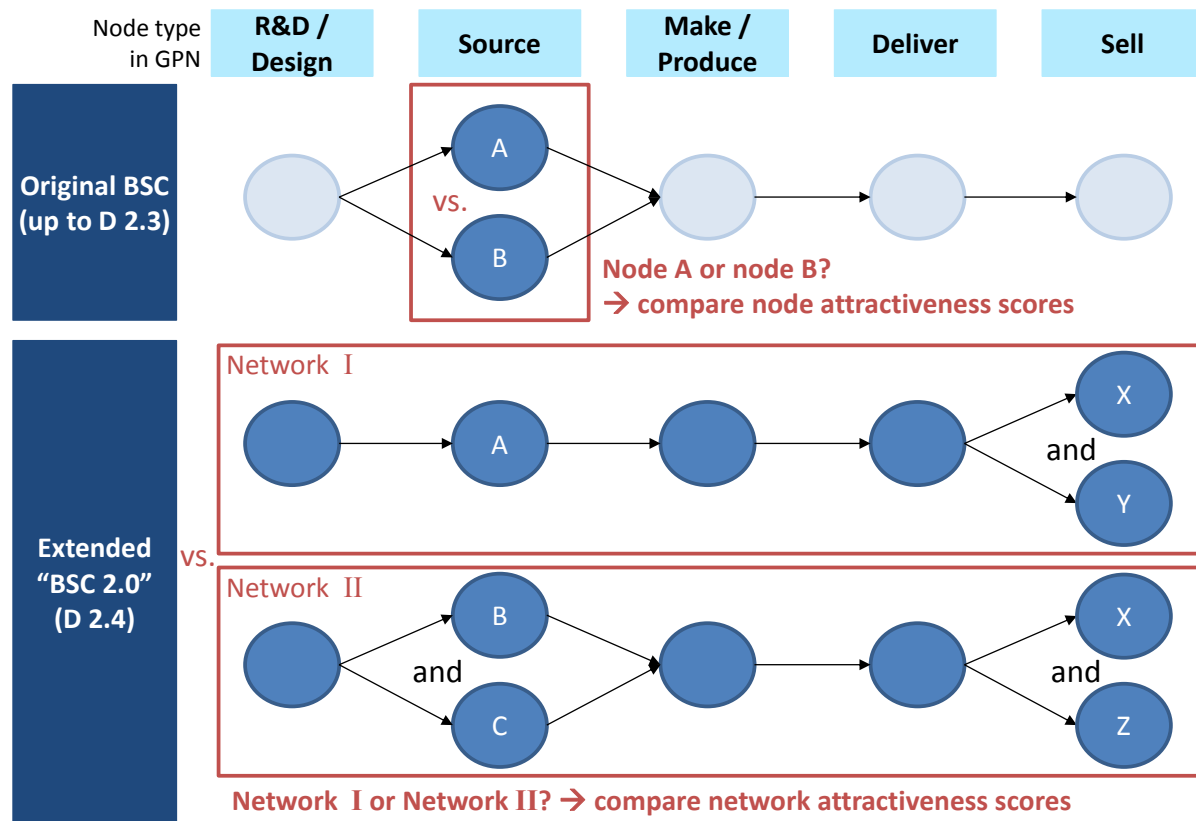 Node type
in GPN
R&D /
Design
Source
Make /
Produce
Deliver
Sell
Original BSC
(up to D 2.3)
A
vs.
B
Node A or node B?
→ compare node attractiveness scores
Extended
“BSC 2.0”
(D 2.4)
vs.
Network I
A
X
and
Y
Network II
B
and
C
X
and
Z
Network I or Network II? → compare network attractiveness scores